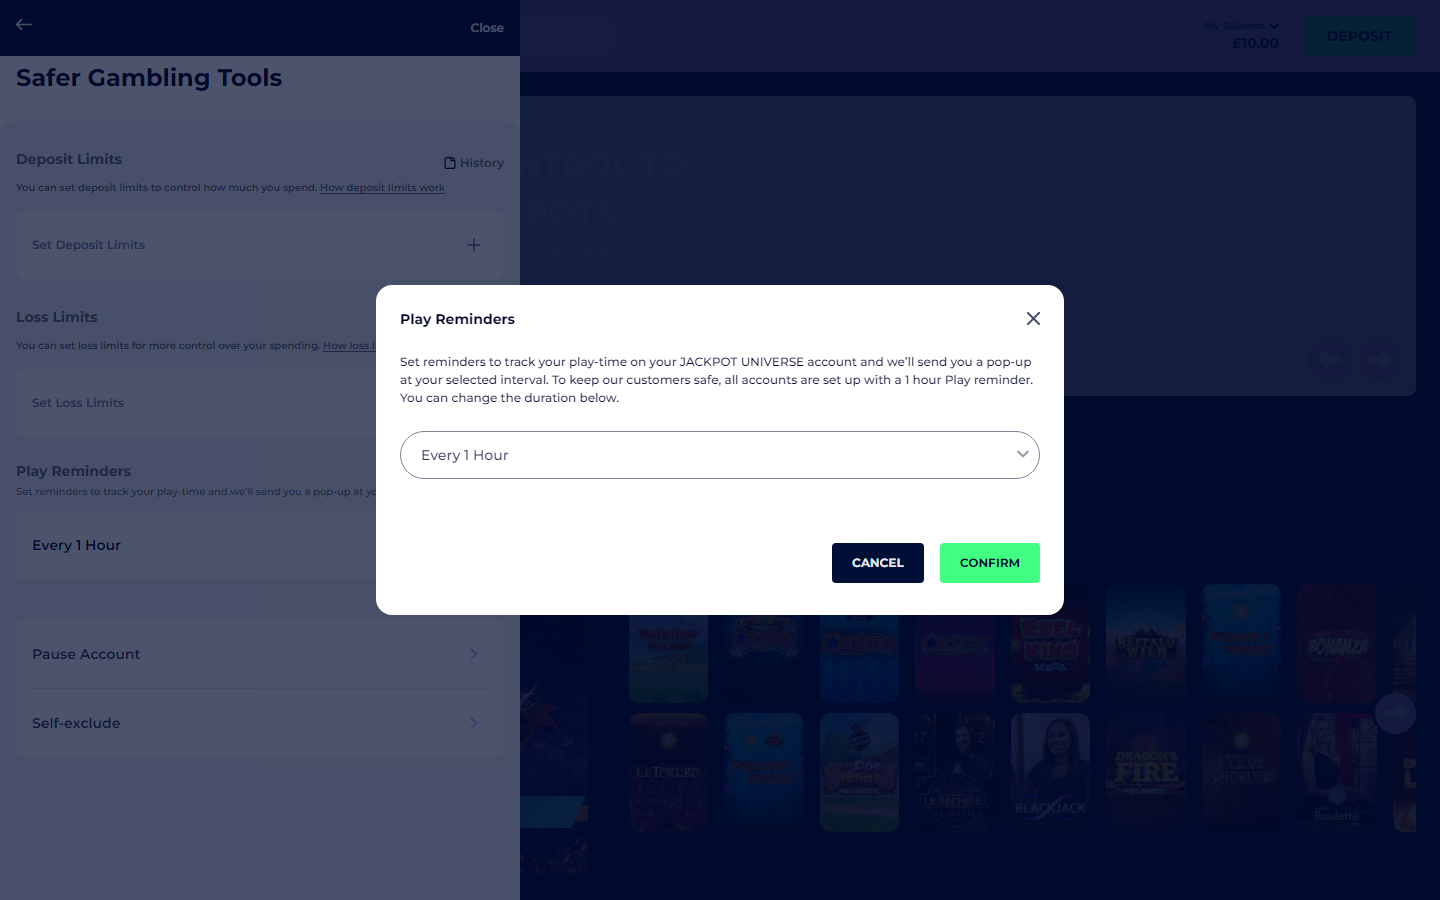 Close
My Balance
£10.00
DEPOSIT
Safer Gambling Tools
Deposit Limits
History
You can set deposit limits to control how much you spend. How deposit limits work
Set Deposit Limits
Loss Limits
You can set loss limits for more control over your spending. How loss
Set Loss Limits
Play Reminders
Set reminders to track your play-time and we'll send you a pop-up at
Every 1 Hour
Pause Account
Self-exclude
Play Reminders
Set reminders to track your play-time on your JACKPOT UNIVERSE account and we'll send you a pop-up
at your selected interval. To keep our customers safe, all accounts are set up with a 1 hour Play reminder.
You can change the duration below.
Every 1 Hour
CANCEL
CONFIRM
REEL
KING
MEGA
BUFFALO
WILD
BONANZA
EL TORERO
Dog
House
LIGHTNING
BLACKJACK
DRAGON'S
FIRE
MEGAWAYS
EYE OF
HORUS
Roulette